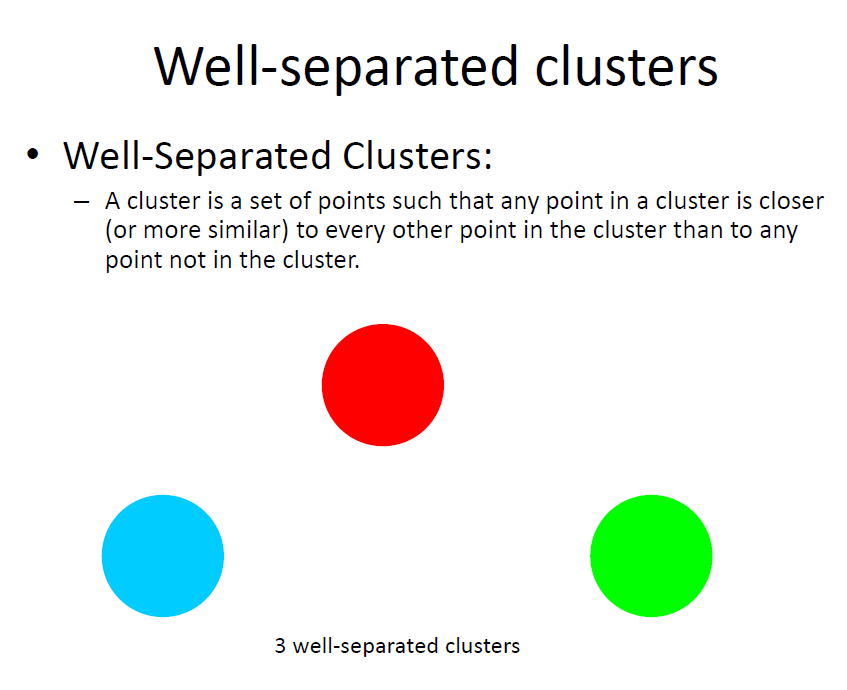 Well-separated clusters
• Well-Separated Clusters:
– A cluster is a set of points such that any point in a cluster is closer
(or more similar) to every other point in the cluster than to any
point not in the cluster.
3 well-separated clusters